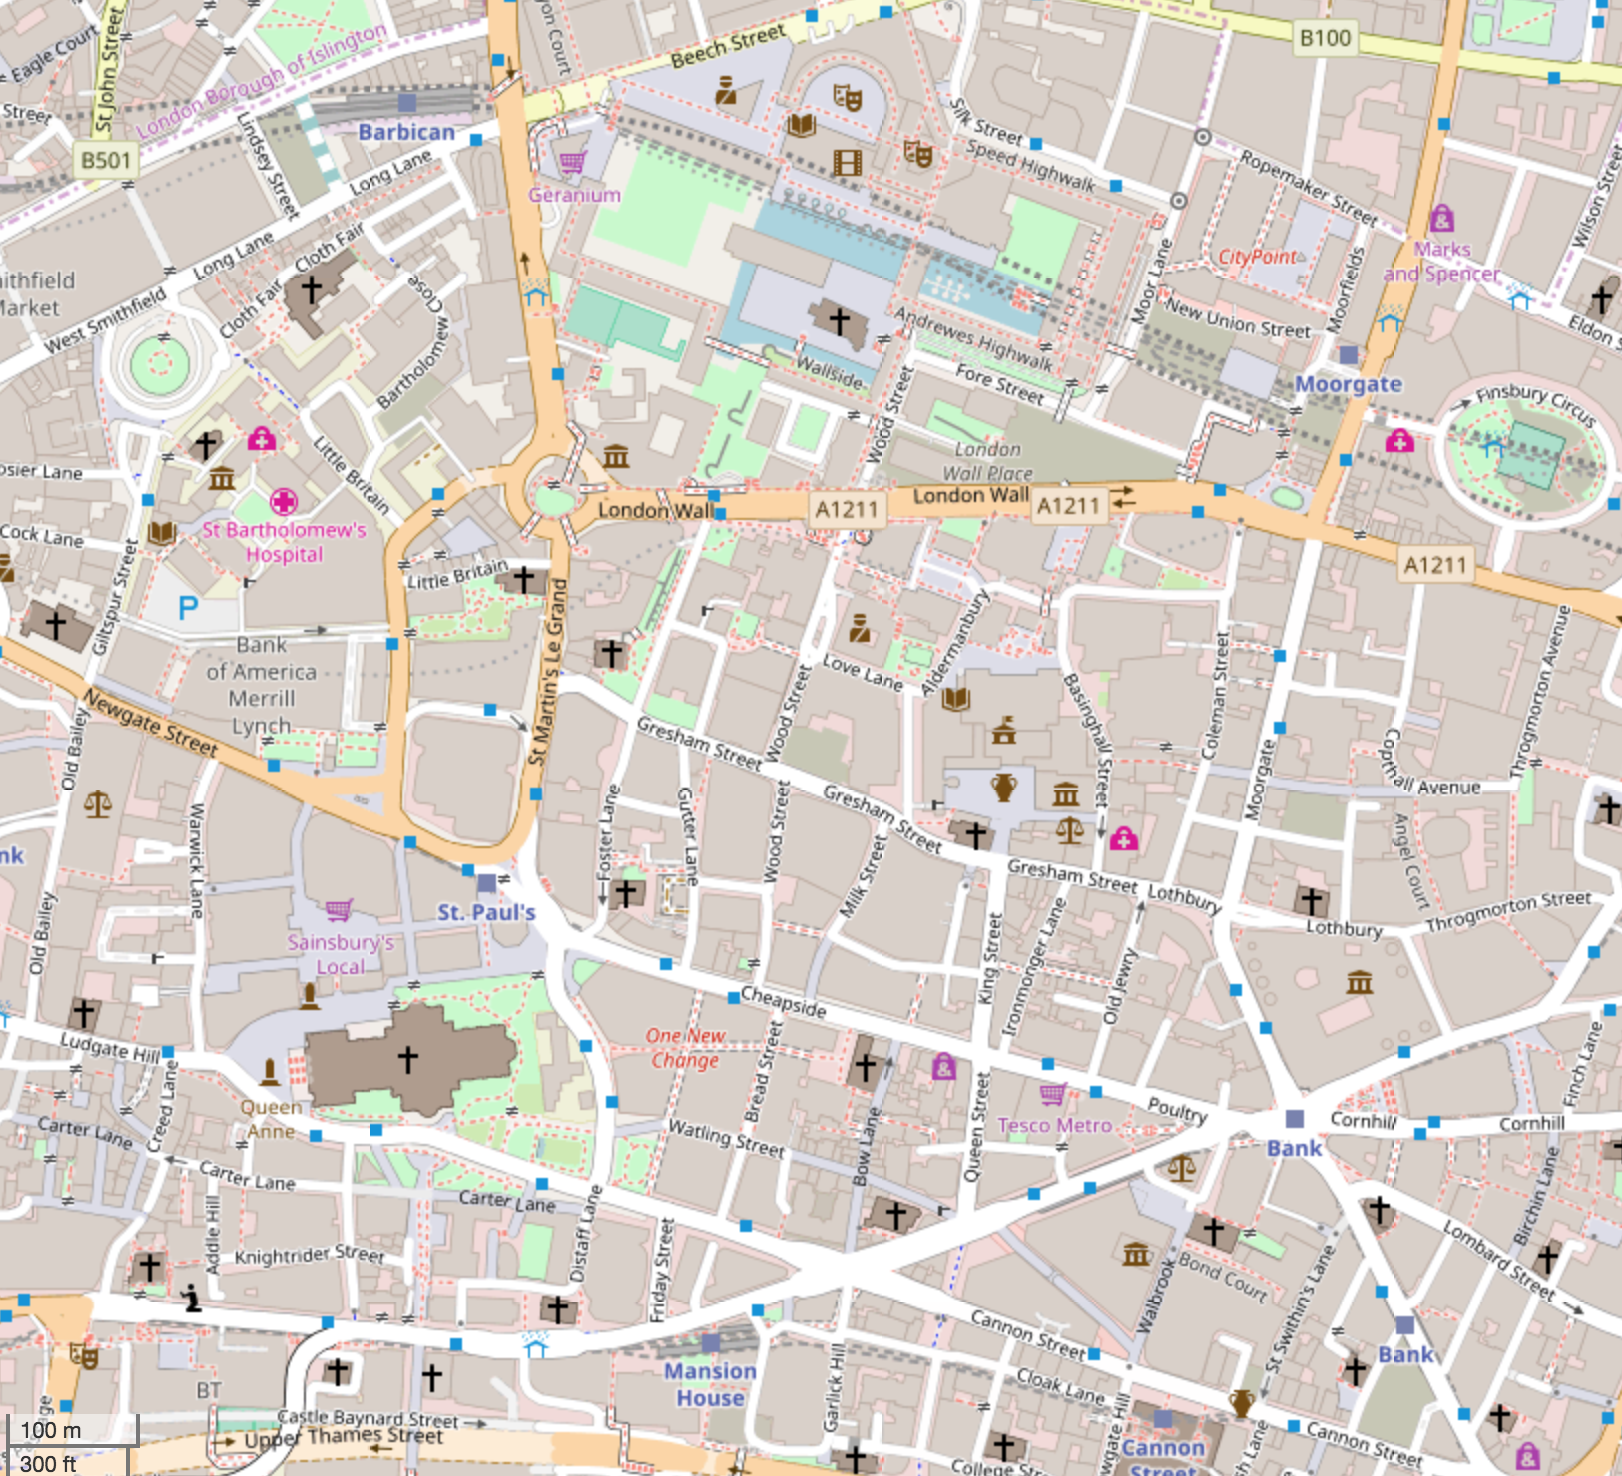 Eagle Court
St John Street
London Borough of Islington
Beech Street
B100
Street
Barbican
B501
Lindsey Street
Long Lane
Geranium
Silk Street
Speed Highwalk
Ropemaker Street
Wilson Street
Marks
and Spencer
CityPoint
Moor Lane
Moorfields
Long Lane
Cloth Fair
Cloth Fair
Close
Bartholomew
West Smithfield
ithfield
Market
New Union Street
Eldon S
Andrewes Highwalk
Wallside
Fore Street
Wood Street
Moorgate
Finsbury Circus
London
Wall Place
Little Britain
osier Lane
Cock Lane
St Bartholomew's
Hospital
London Wall
A1211
London Wall
A1211
A1211
Little Britain
Giltspur Street
St Martin's Le Grand
Bank
of America
Merrill
Lynch
Love Lane
Aldermanbury
Basinghall Street
Coleman Street
Moorgate
Throgmorton Avenue
Copthall Avenue
Angel Court
Newgate Street
Old Bailey
Gresham Street
Wood Street
Gresham Street
Gresham Street
Wood Street
Foster Lane
Gutter Lane
Milk Street
Warwick Lane
nk
St. Paul's
Lothbury
Lothbury
Throgmorton Street
Old Bailey
Sainsbury's
Local
King Street
Ironmonger Lane
Old Jewry
Cheapside
One New
Change
Ludgate Hill
Creed Lane
Queen
Anne
Bread Street
Watling Street
Bow Lane
Queen Street
Tesco Metro
Poultry
Bank
Cornhill
Cornhill
Finch Lane
Birchin Lane
Carter Lane
Carter Lane
Carter Lane
Addle Hill
Knightrider Street
Distaff Lane
Friday Street
Lombard Street
Bond Court
Walbrook
St Swithin's Lane
Cannon Street
Bank
Mansion
House
Garlick Hill
Cloak Lane
BT
Castle Baynard Street
Upper Thames Street
Cannon
Street
Cannon Street
College St
wgate Hill
sh Lane
100 m
300 ft